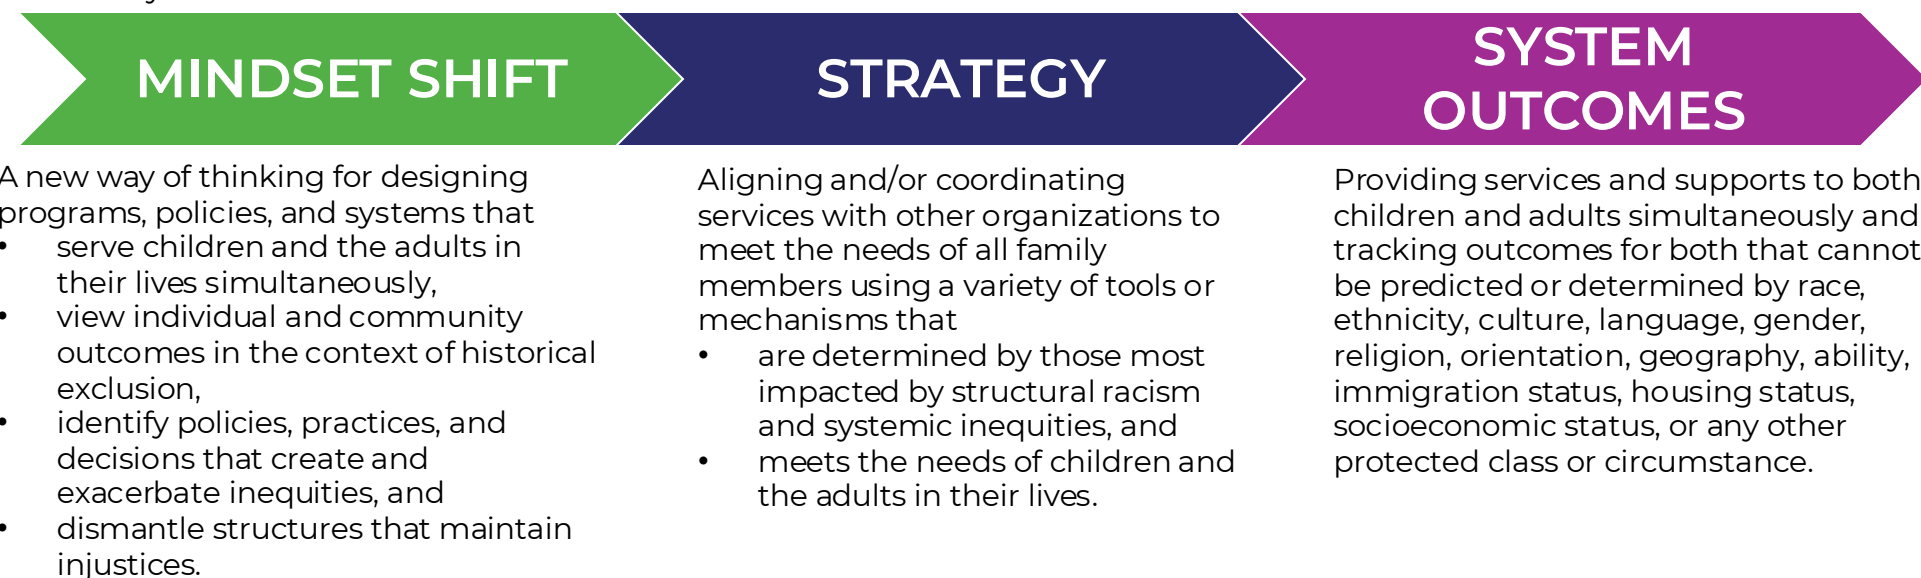 MINDSET SHIFT
A new way of thinking for designing
programs, policies, and systems that
• serve children and the adults in
their lives simultaneously,
• view individual and community
outcomes in the context of historical
exclusion,
• identify policies, practices, and
decisions that create and
exacerbate inequities, and
• dismantle structures that maintain
injustices.
STRATEGY
Aligning and/or coordinating
services with other organizations to
meet the needs of all family
members using a variety of tools or
mechanisms that
• are determined by those most
impacted by structural racism
and systemic inequities, and
• meets the needs of children and
the adults in their lives.
SYSTEM
OUTCOMES
Providing services and supports to both
children and adults simultaneously and
tracking outcomes for both that cannot
be predicted or determined by race,
ethnicity, culture, language, gender,
religion, orientation, geography, ability,
immigration status, housing status,
socioeconomic status, or any other
protected class or circumstance.